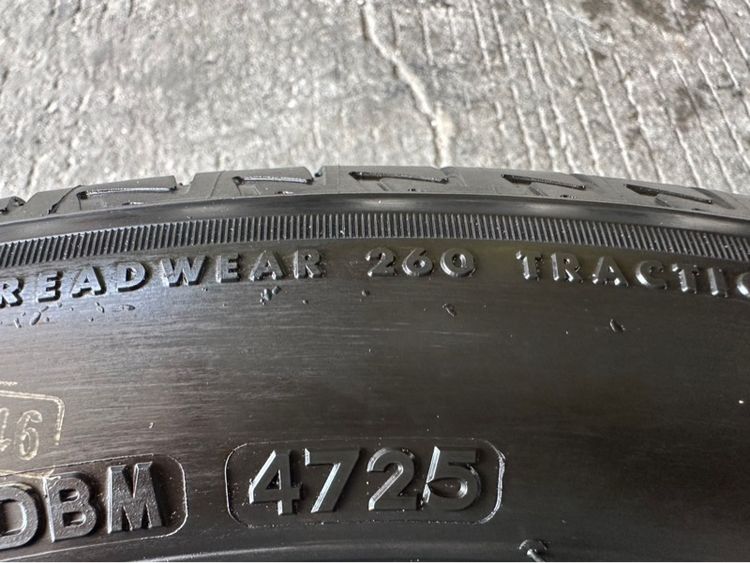 READWEAR 260 TRACTIO
46
DBM 4725